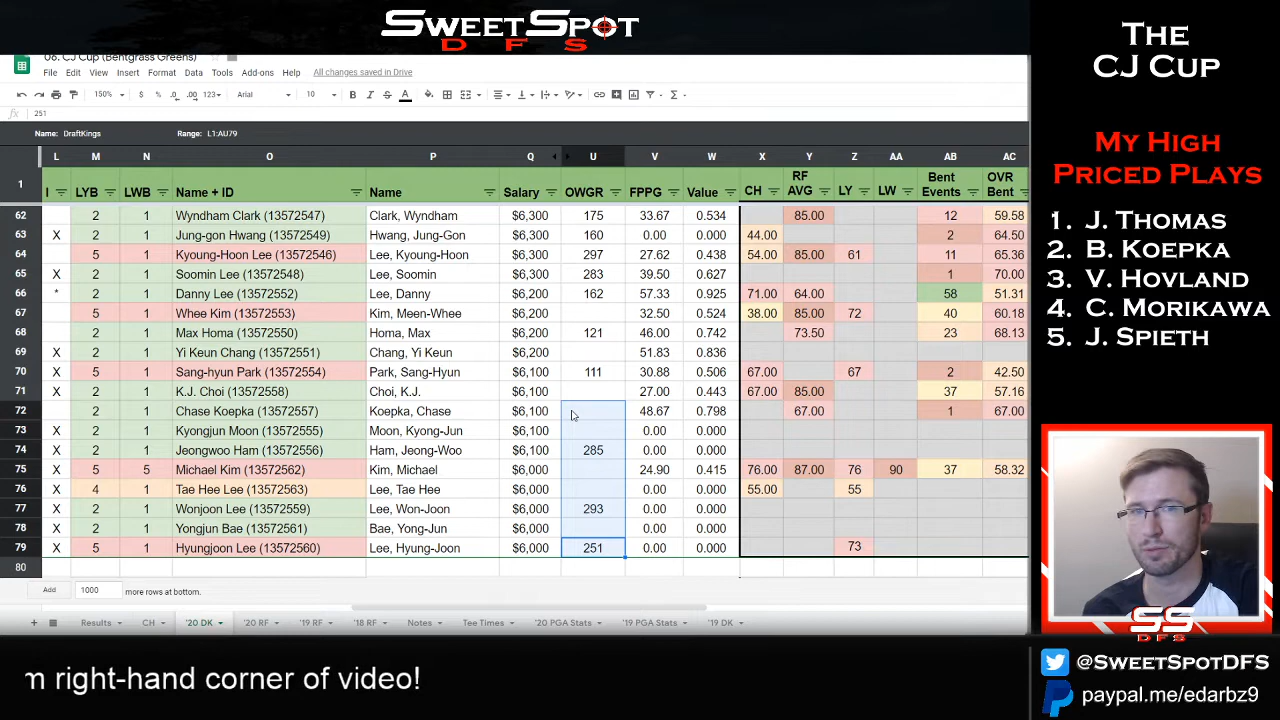 SWEETSPOT
DFS
06. CJ Cup (Bentgrass Greens)
File Edit View Insert Format Data Tools Add-ons Help All changes saved in Drive
150% $ % .0 .00 123 Arial 10 B I S A
fx 251
Name: DraftKings Range: L1:AU79
L M N O P Q U V W X Y Z AA AB AC
1 I LYB LWB Name + ID Name Salary OWGR FPPG Value CH RF AVG LY LW Bent Events OVR Bent
62 2 1 Wyndham Clark (13572547) Clark, Wyndham $6,300 175 33.67 0.534 85.00 12 59.58
63 X 2 1 Jung-gon Hwang (13572549) Hwang, Jung-Gon $6,300 160 0.00 0.000 44.00 2 64.50
64 5 1 Kyoung-Hoon Lee (13572546) Lee, Kyoung-Hoon $6,300 297 27.62 0.438 54.00 85.00 61 11 65.36
65 X 2 1 Soomin Lee (13572548) Lee, Soomin $6,300 283 39.50 0.627 1 70.00
66 * 2 1 Danny Lee (13572552) Lee, Danny $6,200 162 57.33 0.925 71.00 64.00 58 51.31
67 5 1 Whee Kim (13572553) Kim, Meen-Whee $6,200 32.50 0.524 38.00 85.00 72 40 60.18
68 2 1 Max Homa (13572550) Homa, Max $6,200 121 46.00 0.742 73.50 23 68.13
69 X 2 1 Yi Keun Chang (13572551) Chang, Yi Keun $6,200 51.83 0.836
70 X 5 1 Sang-hyun Park (13572554) Park, Sang-Hyun $6,100 111 30.88 0.506 67.00 67 2 42.50
71 X 2 1 K.J. Choi (13572558) Choi, K.J. $6,100 27.00 0.443 67.00 85.00 37 57.16
72 2 1 Chase Koepka (13572557) Koepka, Chase $6,100 48.67 0.798 67.00 1 67.00
73 X 2 1 Kyongjun Moon (13572555) Moon, Kyong-Jun $6,100 0.00 0.000
74 X 2 1 Jeongwoo Ham (13572556) Ham, Jeong-Woo $6,100 285 0.00 0.000
75 X 5 5 Michael Kim (13572562) Kim, Michael $6,000 24.90 0.415 76.00 87.00 76 90 37 58.32
76 X 4 1 Tae Hee Lee (13572563) Lee, Tae Hee $6,000 0.00 0.000 55.00 55
77 X 2 1 Wonjoon Lee (13572559) Lee, Won-Joon $6,000 293 0.00 0.000
78 X 2 1 Yongjun Bae (13572561) Bae, Yong-Jun $6,000 0.00 0.000
79 X 5 1 Hyungjoon Lee (13572560) Lee, Hyung-Joon $6,000 251 0.00 0.000 73
80
Add 1000 more rows at bottom.
+ Results CH '20 DK '20 RF '19 RF '18 RF Notes Tee Times '20 PGA Stats '19 PGA Stats '19 DK
m right-hand corner of video!
THE
CJ CUP
MY HIGH
PRICED PLAYS
1. J. THOMAS
2. B. KOEPKA
3. V. HOVLAND
4. C. MORIKAWA
5. J. SPIETH
SS
DFS
@SWEETSPOTDFS
paypal.me/edarbz9